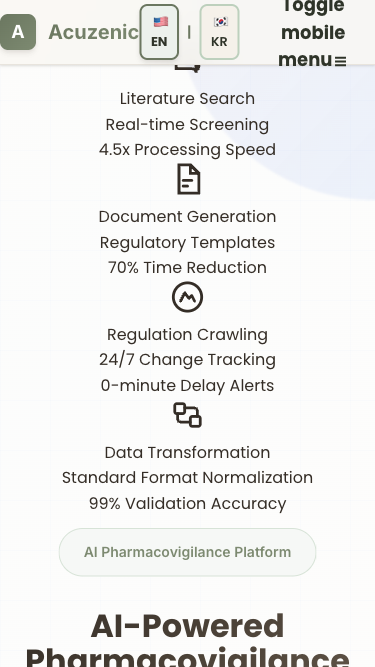 A Acuzenic
🇺🇸
EN
|
🇰🇷
KR
Toggle
mobile
menu
Literature Search
Real-time Screening
4.5x Processing Speed
Document Generation
Regulatory Templates
70% Time Reduction
Regulation Crawling
24/7 Change Tracking
0-minute Delay Alerts
Data Transformation
Standard Format Normalization
99% Validation Accuracy
AI Pharmacovigilance Platform
AI-Powered
Pharmacovigilance